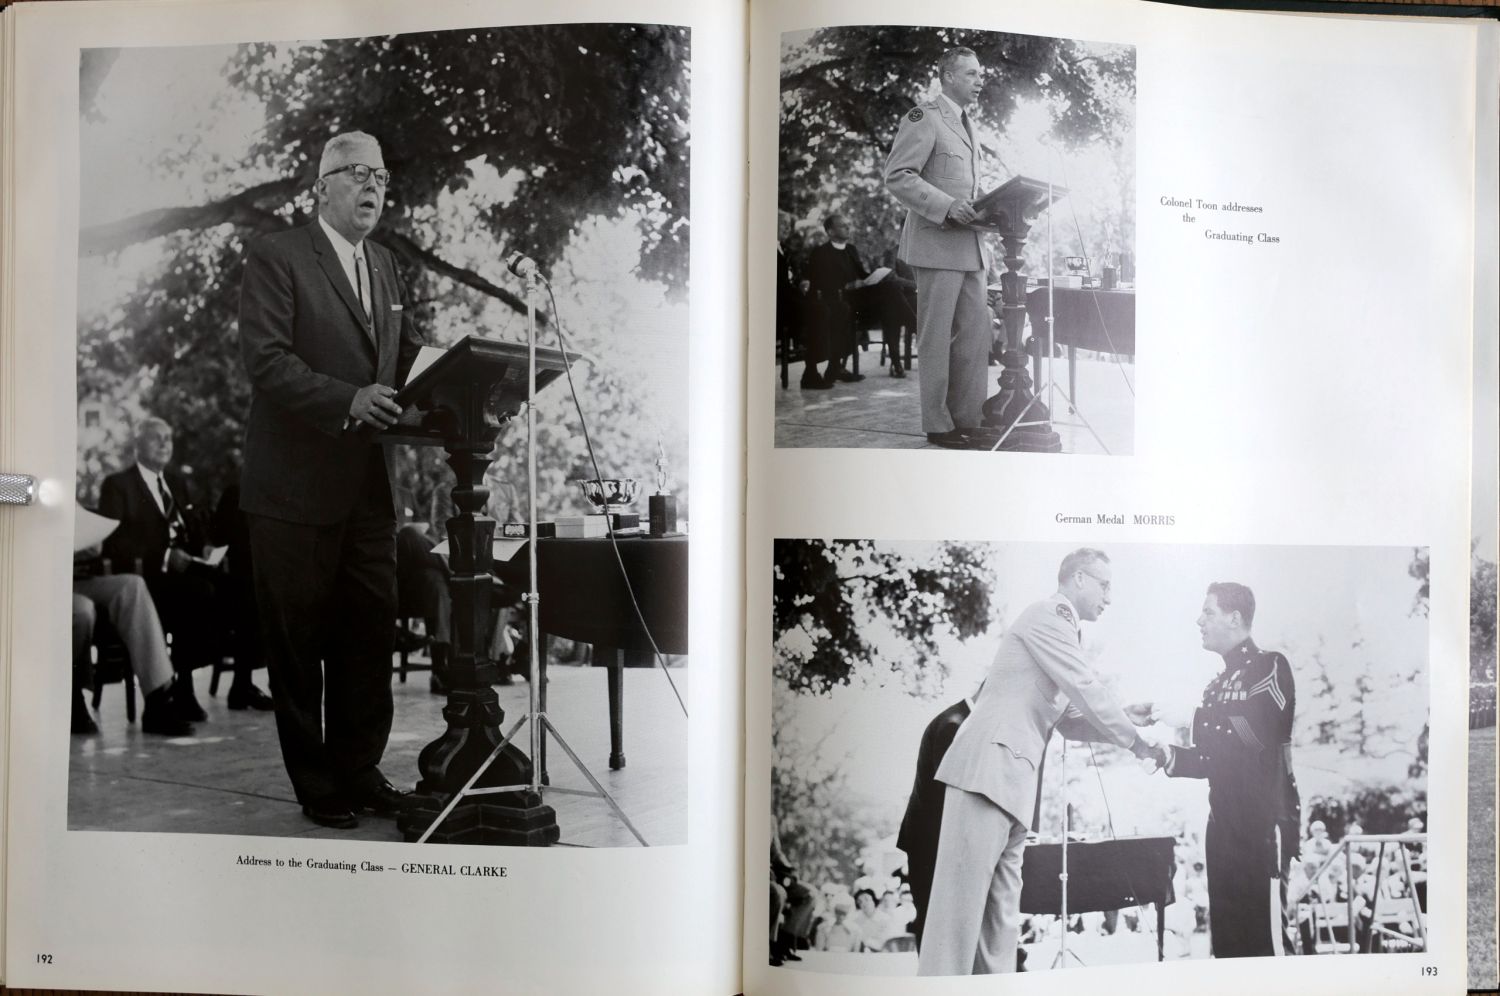 Address to the Graduating Class — GENERAL CLARKE
192
Colonel Toon addresses
the
Graduating Class
German Medal MORRIS
193